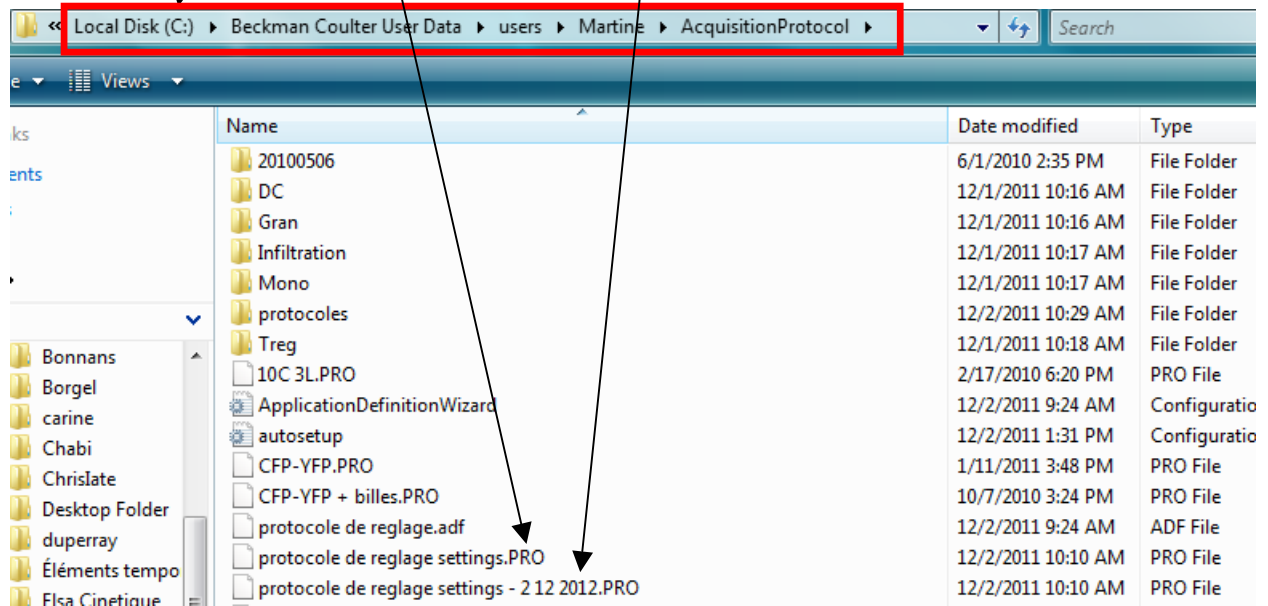 « Local Disk (C:) ▸ Beckman Coulter User Data ▸ users ▸ Martine ▸ AcquisitionProtocol ▸ Search
e Views
ks
ents
Name Date modified Type
20100506 6/1/2010 2:35 PM File Folder
DC 12/1/2011 10:16 AM File Folder
Gran 12/1/2011 10:16 AM File Folder
Infiltration 12/1/2011 10:17 AM File Folder
Mono 12/1/2011 10:17 AM File Folder
protocoles 12/2/2011 10:29 AM File Folder
Treg 12/1/2011 10:18 AM File Folder
10C 3L.PRO 2/17/2010 6:20 PM PRO File
ApplicationDefinitionWizard 12/2/2011 9:24 AM Configuratio
autosetup 12/2/2011 1:31 PM Configuratio
CFP-YFP.PRO 1/11/2011 3:48 PM PRO File
CFP-YFP + billes.PRO 10/7/2010 3:24 PM PRO File
protocole de reglage.adf 12/2/2011 9:24 AM ADF File
protocole de reglage settings.PRO 12/2/2011 10:10 AM PRO File
protocole de reglage settings - 2 12 2012.PRO 12/2/2011 10:10 AM PRO File
Bonnans
Borgel
carine
Chabi
ChrisIate
Desktop Folder
duperray
Éléments tempo
Elsa Cinetique